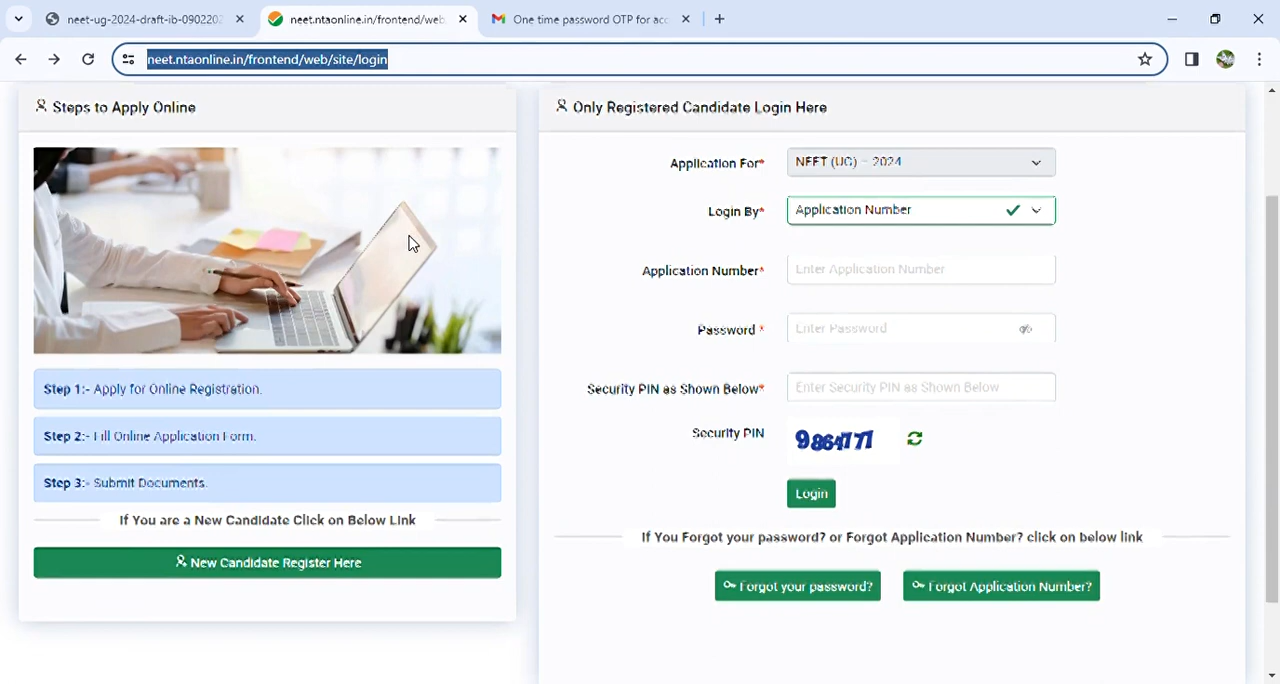 neet-ug-2024-draft-ib-090220
neet.ntaonline.in/frontend/web
One time password OTP for acc
neet.ntaonline.in/frontend/web/site/login
Steps to Apply Online
Step 1:- Apply for Online Registration.
Step 2:- Fill Online Application Form.
Step 3:- Submit Documents.
If You are a New Candidate Click on Below Link
New Candidate Register Here
Only Registered Candidate Login Here
Application For* NEET (UG) - 2024
Login By* Application Number
Application Number* Enter Application Number
Password * Enter Password
Security PIN as Shown Below* Enter Security PIN as Shown Below
Security PIN
Login
If You Forgot your password? or Forgot Application Number? click on below link
Forgot your password? Forgot Application Number?